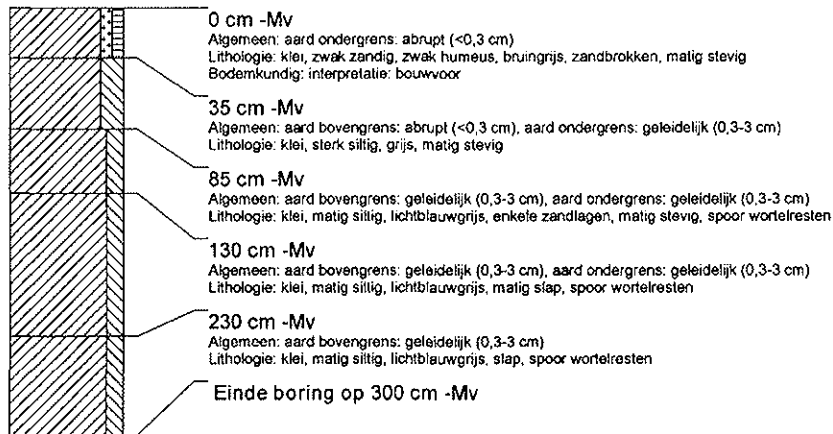 0 cm -Mv
Algemeen: aard ondergrens: abrupt (<0,3 cm)
Lithologie: klei, zwak zandig, zwak humeus, bruingrijs, zandbrokken, matig stevig
Bodemkundig: interpretatie: bouwvoor
35 cm -Mv
Algemeen: aard bovengrens: abrupt (<0,3 cm), aard ondergrens: geleidelijk (0,3-3 cm)
Lithologie: klei, sterk siltig, grijs, matig stevig
85 cm -Mv
Algemeen: aard bovengrens: geleidelijk (0,3-3 cm), aard ondergrens: geleidelijk (0,3-3 cm)
Lithologie: klei, matig siltig, lichtblauwgrijs, enkele zandlagen, matig stevig, spoor wortelresten
130 cm -Mv
Algemeen: aard bovengrens: geleidelijk (0,3-3 cm), aard ondergrens: geleidelijk (0,3-3 cm)
Lithologie: klei, matig siltig, lichtblauwgrijs, matig slap, spoor wortelresten
230 cm -Mv
Algemeen: aard bovengrens: geleidelijk (0,3-3 cm)
Lithologie: klei, matig siltig, lichtblauwgrijs, slap, spoor wortelresten
Einde boring op 300 cm -Mv